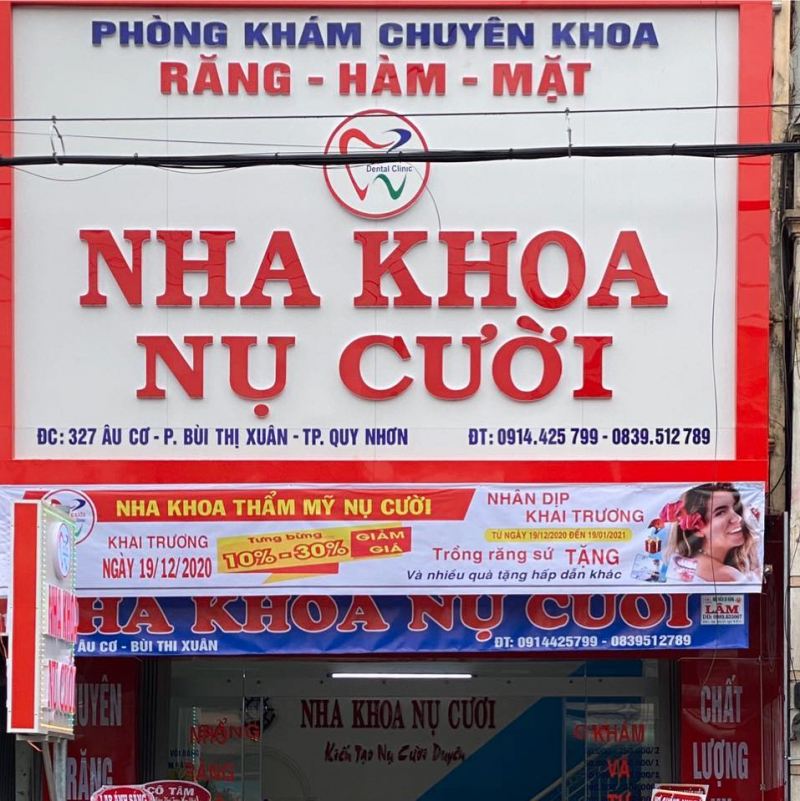 PHÒNG KHÁM CHUYÊN KHOA
RĂNG - HÀM - MẶT
Dental Clinic
NHA KHOA
NỤ CƯỜI
ĐC: 327 ÂU CƠ - P. BÙI THỊ XUÂN - TP. QUY NHƠN
ĐT: 0914.425 799 - 0839.512 789
NHA KHOA THẨM MỸ NỤ CƯỜI
KHAI TRƯƠNG
NGÀY 19/12/2020
Tưng bừng
10% - 30%
GIẢM
GIÁ
NHÂN DỊP
KHAI TRƯƠNG
TỪ NGÀY 19/12/2020 ĐẾN 19/01/2021
Trồng răng sứ TẶNG
Và nhiều quà tặng hấp dẫn khác
HA KHOA NỤ CƯỜI
LÂM
ÂU CƠ - BÙI THỊ XUÂN
ĐT: 0914425799 - 0839512789
NHA KHOA NỤ CƯỜI
Kiến Tạo Nụ Cười Duyên
UYÊN
RĂNG
KHÁM
VÀ
CHẤT
LƯỢNG
CÔ TÂM